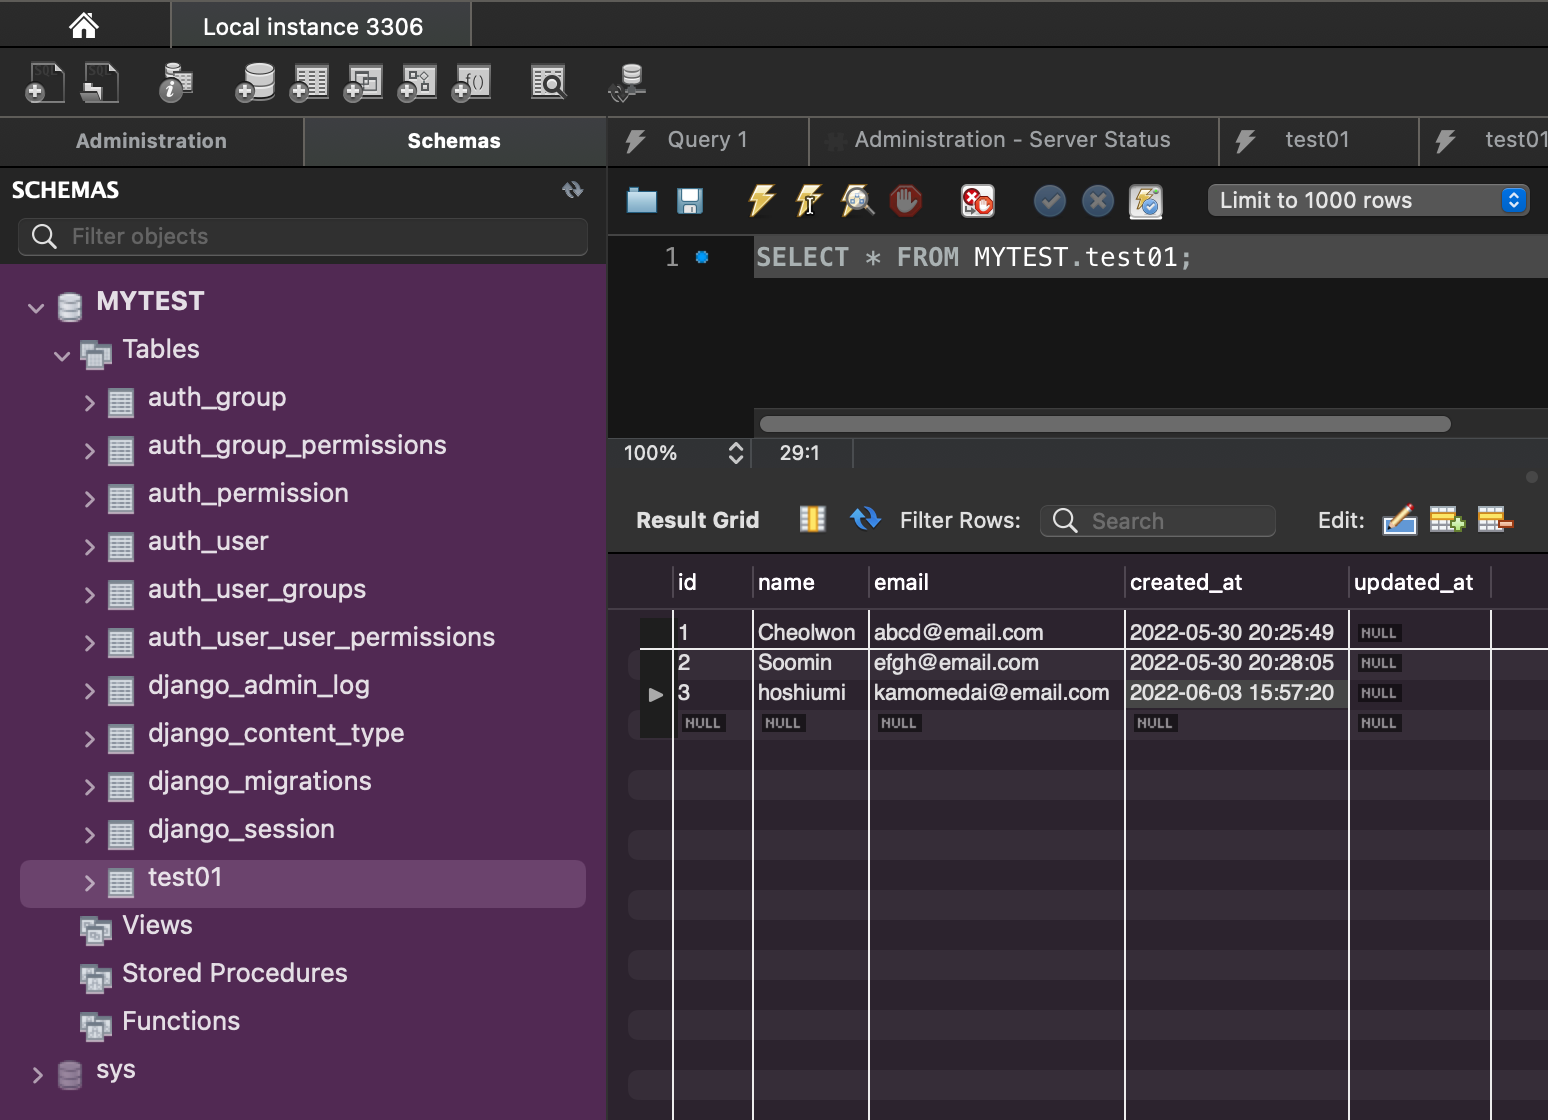 Local instance 3306
SQL
SQL
i
f()
Administration
Schemas
Query 1
Administration - Server Status
test01
test01
SCHEMAS
Filter objects
MYTEST
Tables
auth_group
auth_group_permissions
auth_permission
auth_user
auth_user_groups
auth_user_user_permissions
django_admin_log
django_content_type
django_migrations
django_session
test01
Views
Stored Procedures
Functions
sys
Limit to 1000 rows
1 SELECT * FROM MYTEST.test01;
100% 29:1
Result Grid Filter Rows: Search Edit:
id name email created_at updated_at
1 Cheolwon abcd@email.com 2022-05-30 20:25:49 NULL
2 Soomin efgh@email.com 2022-05-30 20:28:05 NULL
3 hoshiumi kamomedai@email.com 2022-06-03 15:57:20 NULL
NULL NULL NULL NULL NULL